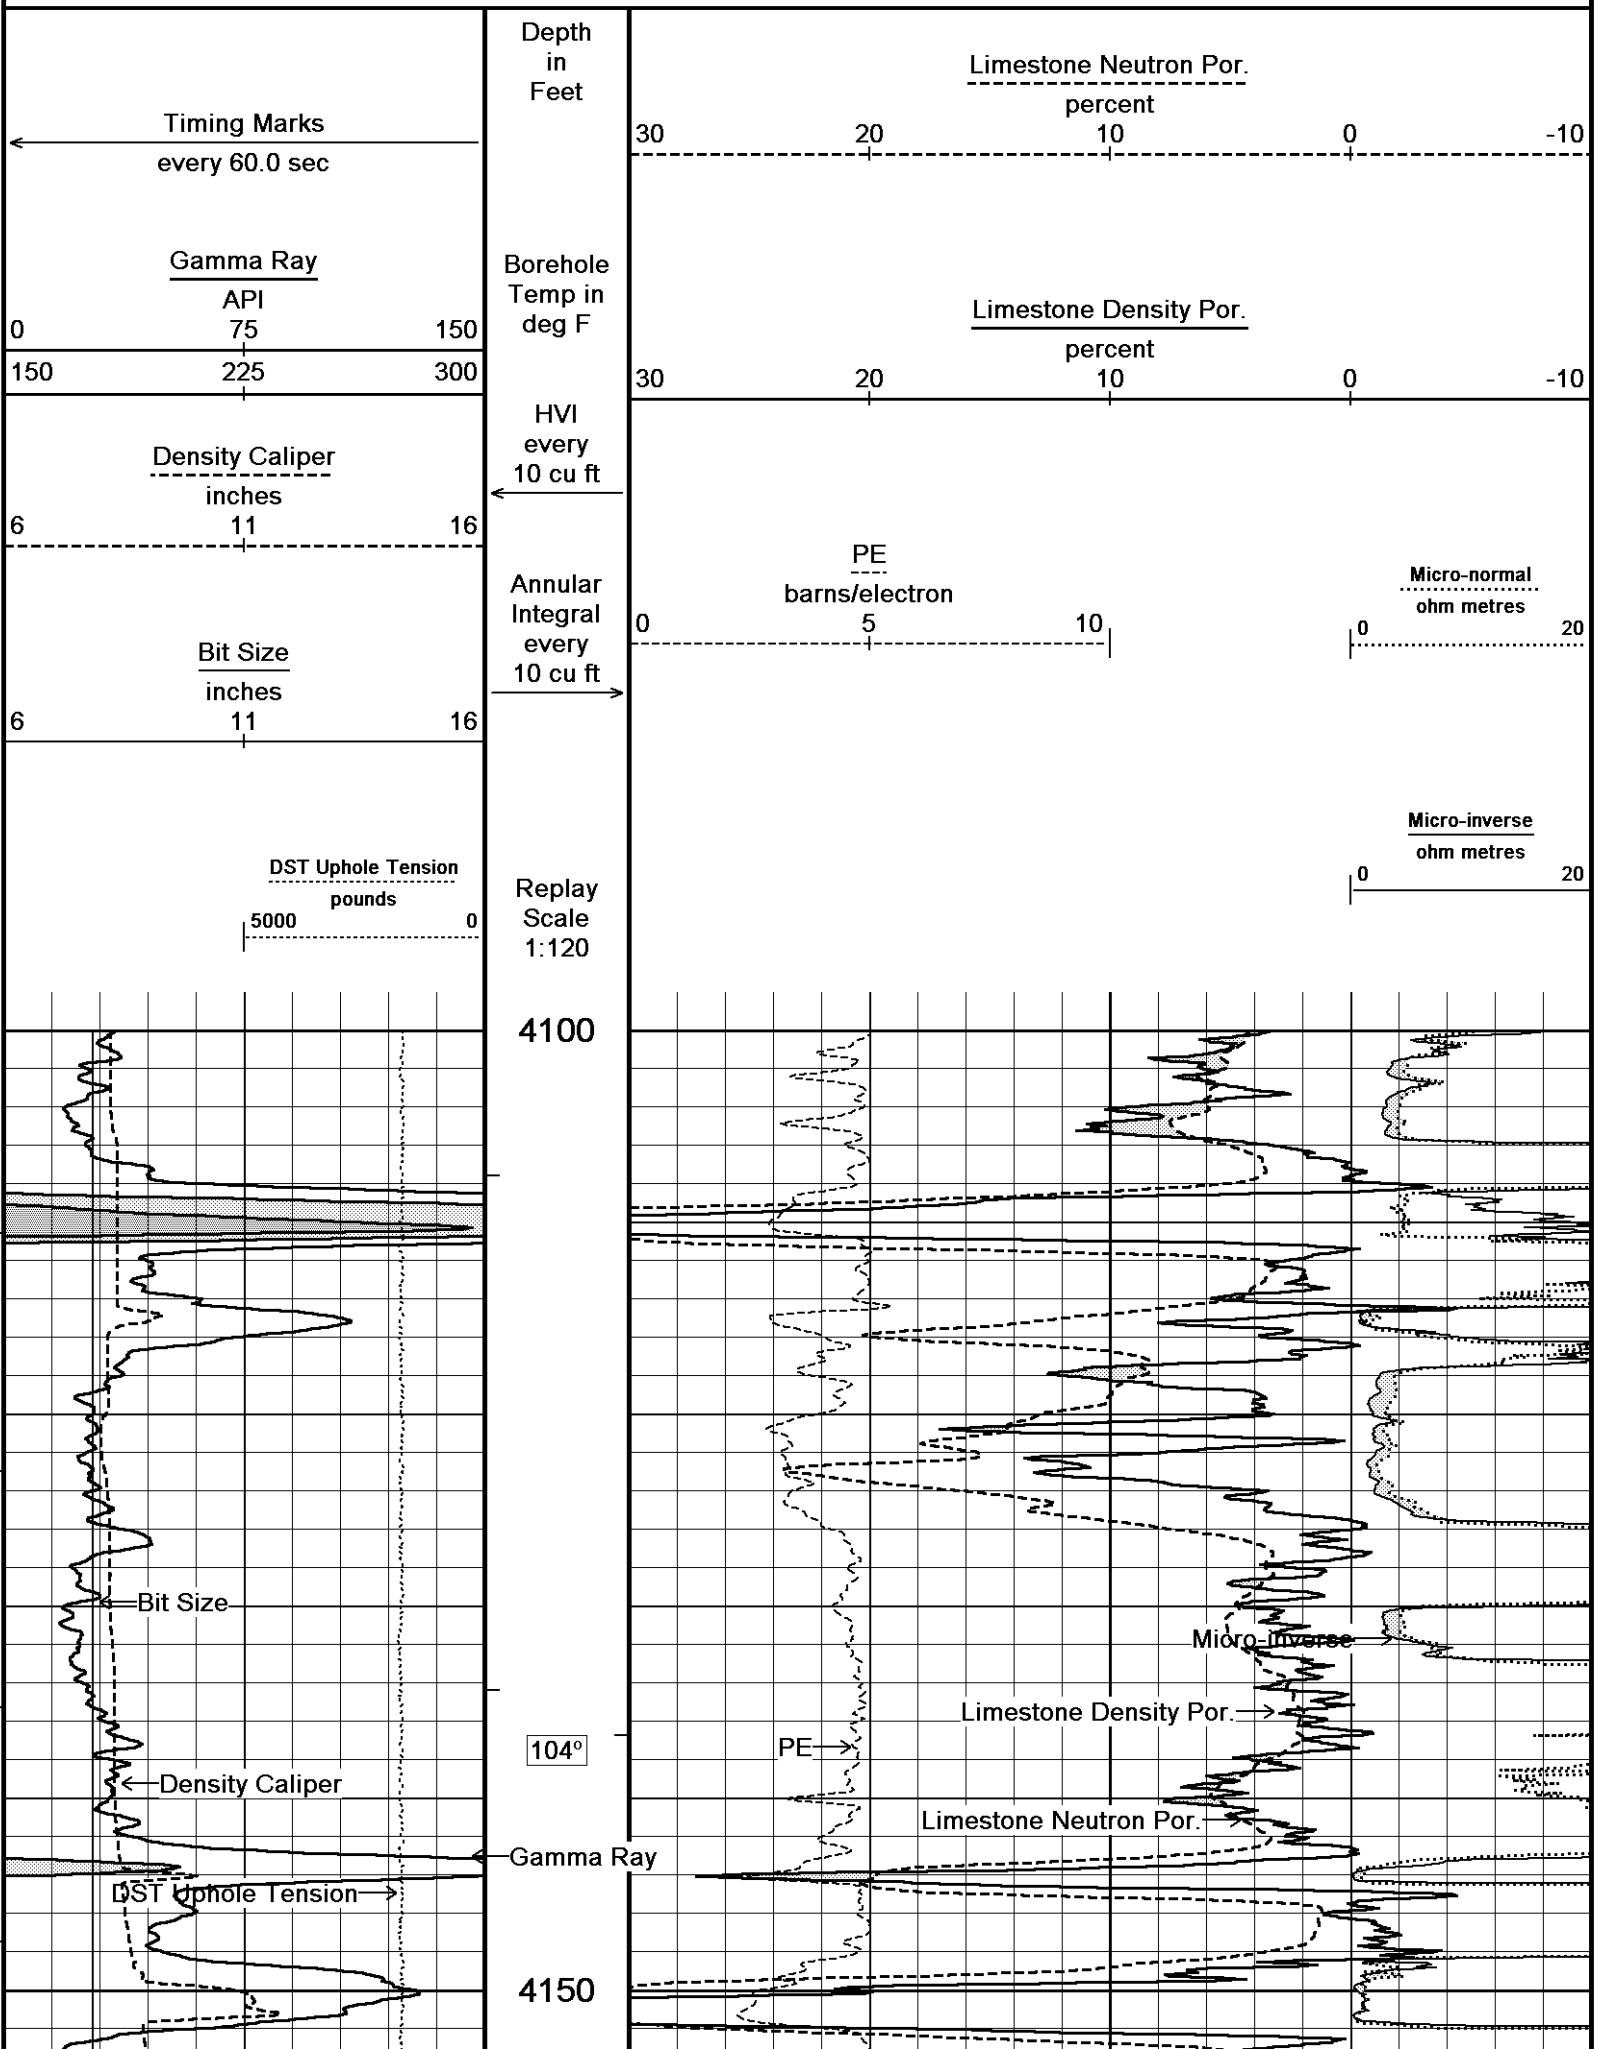 Timing Marks
every 60.0 sec
Gamma Ray
API
0 75 150
150 225 300
Density Caliper
inches
6 11 16
Bit Size
inches
6 11 16
DST Uphole Tension
pounds
5000 0
Depth
in
Feet
Borehole
Temp in
deg F
HVI
every
10 cu ft
Annular
Integral
every
10 cu ft
Replay
Scale
1:120
Limestone Neutron Por.
percent
30 20 10 0 -10
Limestone Density Por.
percent
30 20 10 0 -10
PE
barns/electron
0 5 10
Micro-normal
ohm metres
0 20
Micro-inverse
ohm metres
0 20
4100
Bit Size
Micro-inverse
Limestone Density Por.
104º
PE
Density Caliper
Limestone Neutron Por.
Gamma Ray
DST Uphole Tension
4150